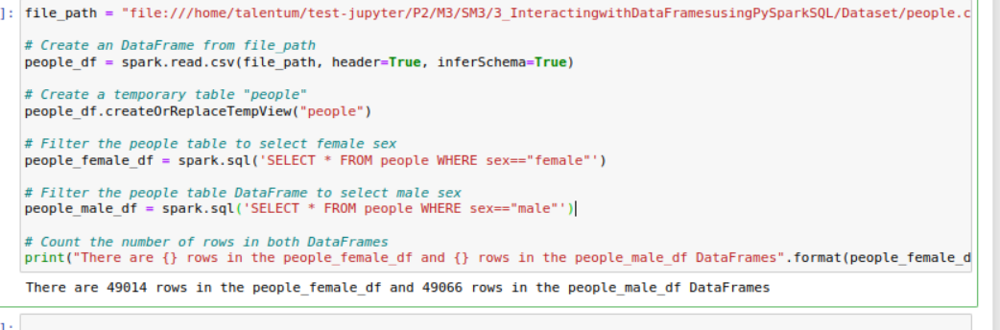 ]: file_path = "file:///home/talentum/test-jupyter/P2/M3/SM3/3_InteractingwithDataFramesusingPySparkSQL/Dataset/people.c
# Create an DataFrame from file_path
people_df = spark.read.csv(file_path, header=True, inferSchema=True)
# Create a temporary table "people"
people_df.createOrReplaceTempView("people")
# Filter the people table to select female sex
people_female_df = spark.sql('SELECT * FROM people WHERE sex=="female"')
# Filter the people table DataFrame to select male sex
people_male_df = spark.sql('SELECT * FROM people WHERE sex=="male"')
# Count the number of rows in both DataFrames
print("There are {} rows in the people_female_df and {} rows in the people_male_df DataFrames".format(people_female_d
There are 49014 rows in the people_female_df and 49066 rows in the people_male_df DataFrames
]: